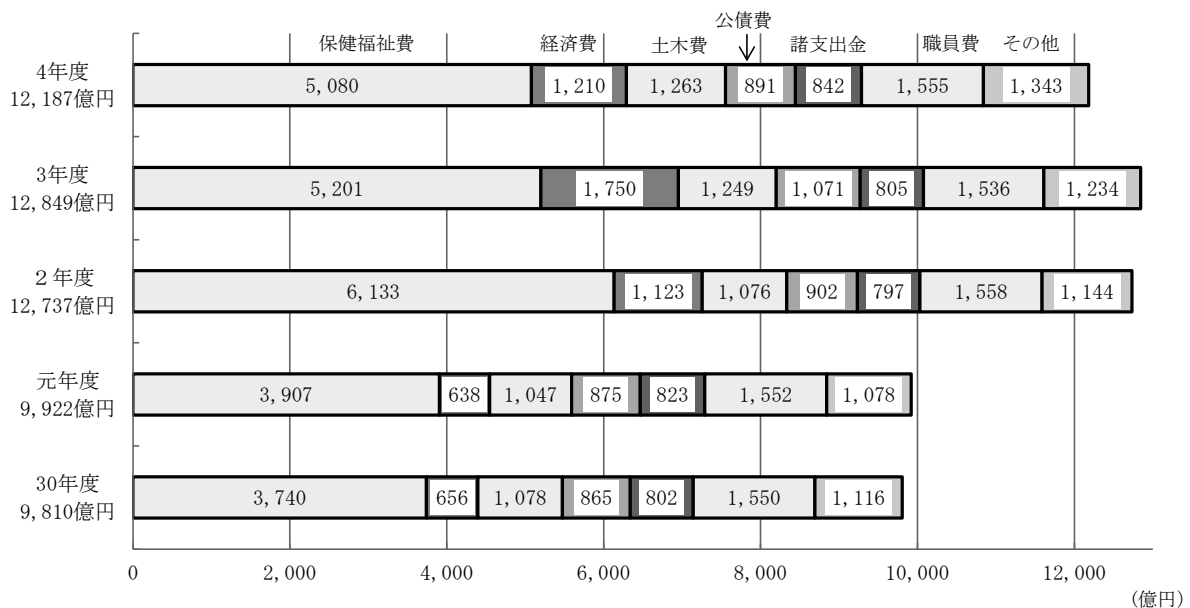 公債費
保健福祉費 経済費 土木費 諸支出金 職員費 その他
4年度
12,187億円
5,080 1,210 1,263 891 842 1,555 1,343
3年度
12,849億円
5,201 1,750 1,249 1,071 805 1,536 1,234
2年度
12,737億円
6,133 1,123 1,076 902 797 1,558 1,144
元年度
9,922億円
3,907 638 1,047 875 823 1,552 1,078
30年度
9,810億円
3,740 656 1,078 865 802 1,550 1,116
0 2,000 4,000 6,000 8,000 10,000 12,000
(億円)